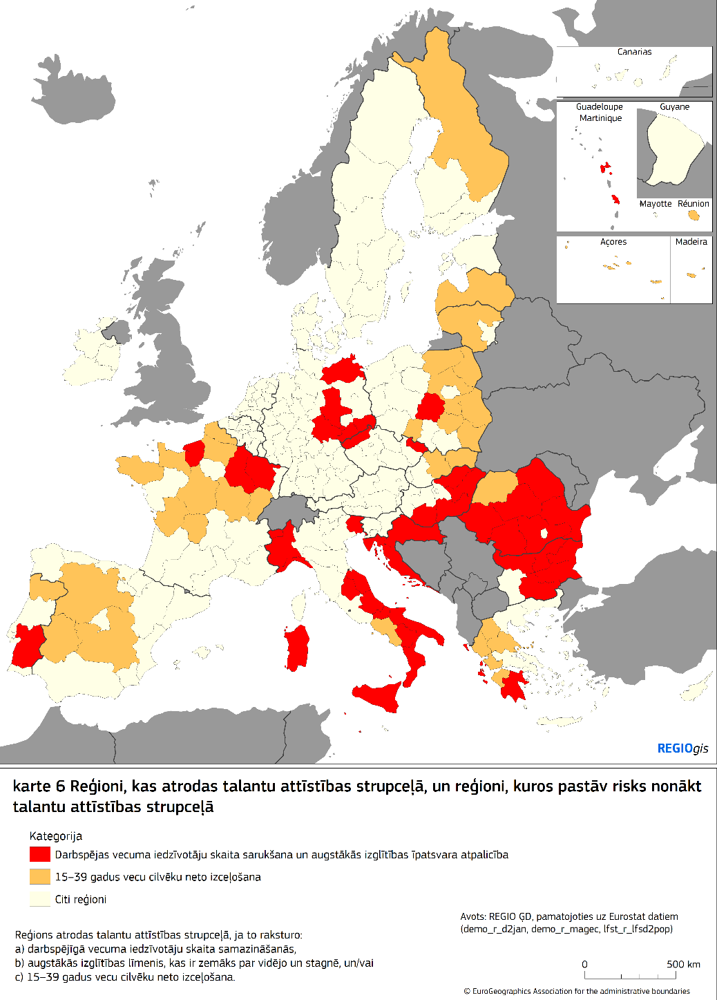 Canarias
Guadeloupe
Martinique
Guyane
Mayotte
Réunion
Açores
Madeira
REGIOgis
karte 6 Reģioni, kas atrodas talantu attīstības strupceļā, un reģioni, kuros pastāv risks nonākt
talantu attīstības strupceļā
Kategorija
Darbspējas vecuma iedzīvotāju skaita sarukšana un augstākās izglītības īpatsvara atpalicība
15–39 gadus vecu cilvēku neto izceļošana
Citi reģioni
Avots: REGIO ĢD, pamatojoties uz Eurostat datiem
(demo_r_d2jan, demo_r_magec, lfst_r_lfsd2pop)
Reģions atrodas talantu attīstības strupceļā, ja to raksturo:
a) darbspējīgā vecuma iedzīvotāju skaita samazināšanās,
b) augstākās izglītības līmenis, kas ir zemāks par vidējo un stagnē, un/vai
c) 15–39 gadus vecu cilvēku neto izceļošana.
0 500 km
© EuroGeographics Association for the administrative boundaries